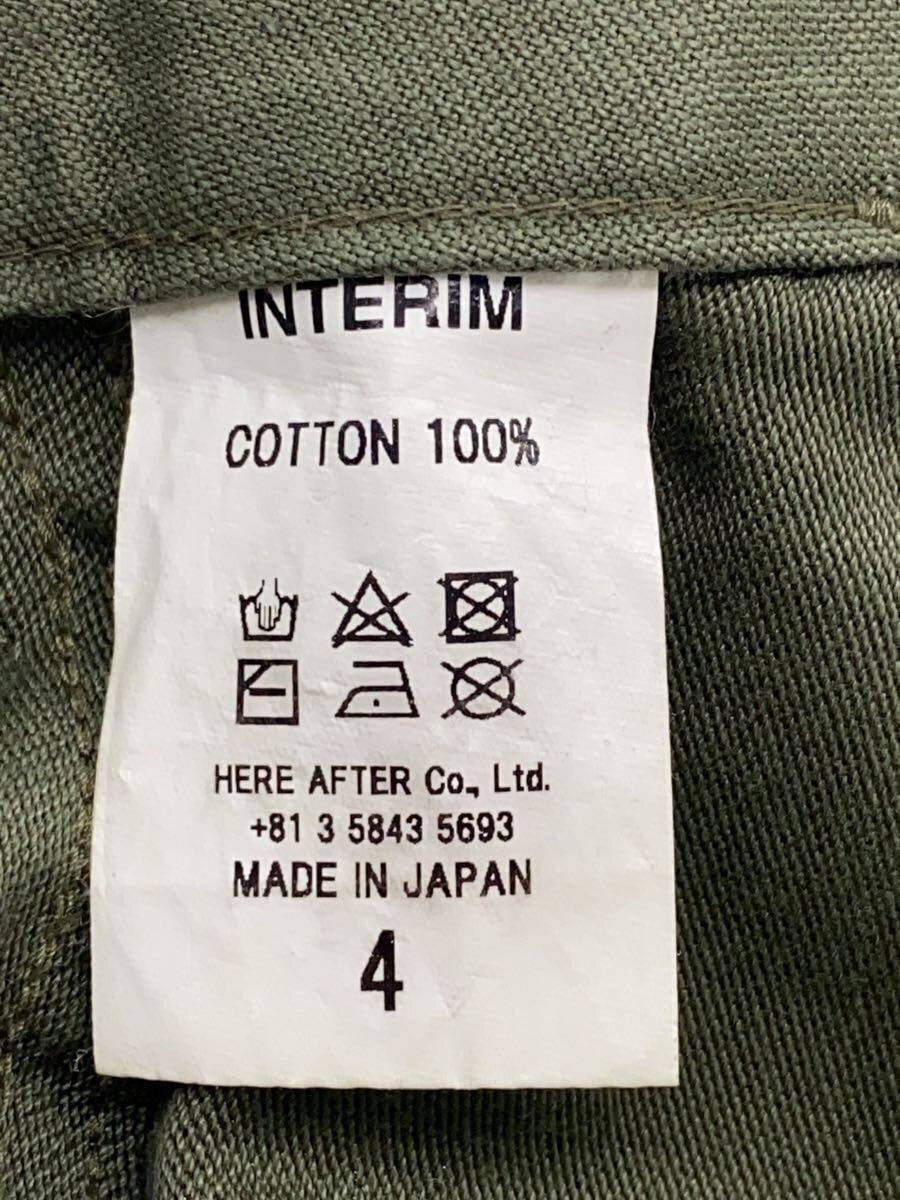 INTERIM
COTTON 100%
HERE AFTER Co., Ltd.
+81 3 5843 5693
MADE IN JAPAN
4